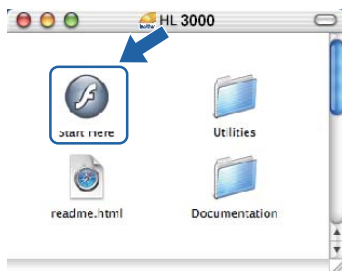 HL 3000
Start Here
Utilities
readme.html
Documentation